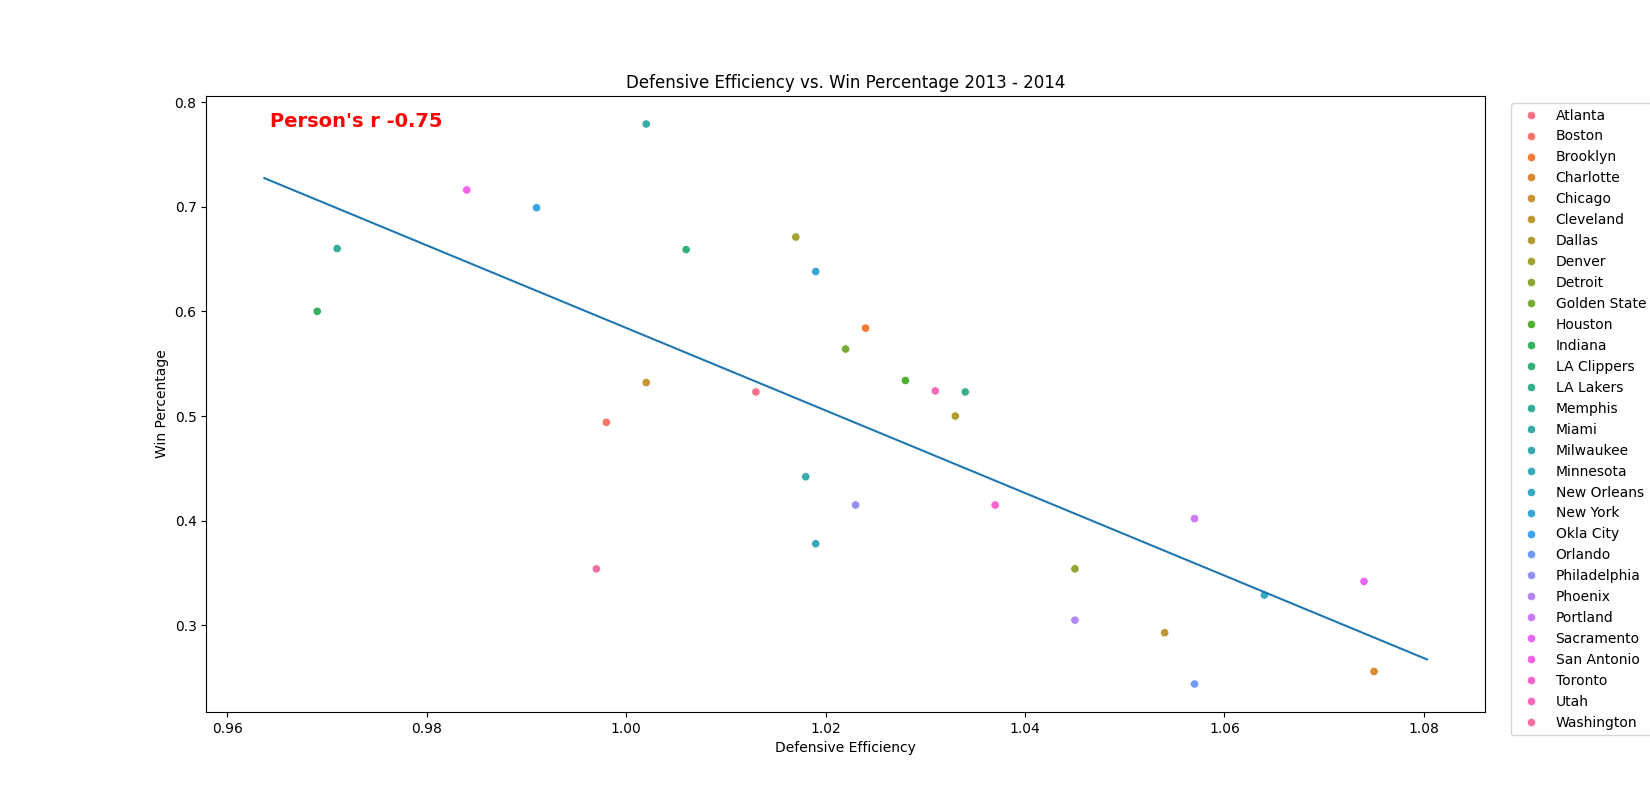 Defensive Efficiency vs. Win Percentage 2013 - 2014
Person's r -0.75
0.8
0.7
0.6
0.5
0.4
0.3
Win Percentage
0.96
0.98
1.00
1.02
1.04
1.06
1.08
Defensive Efficiency
Atlanta
Boston
Brooklyn
Charlotte
Chicago
Cleveland
Dallas
Denver
Detroit
Golden State
Houston
Indiana
LA Clippers
LA Lakers
Memphis
Miami
Milwaukee
Minnesota
New Orleans
New York
Okla City
Orlando
Philadelphia
Phoenix
Portland
Sacramento
San Antonio
Toronto
Utah
Washington